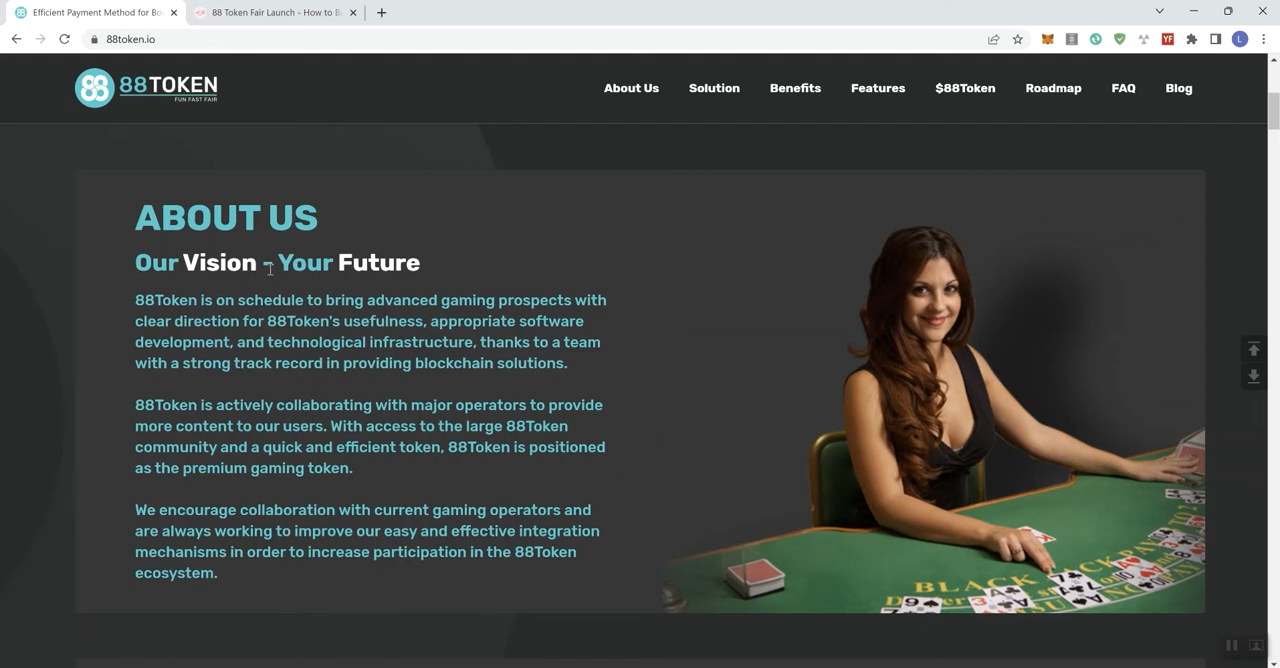 Efficient Payment Method for Bo
88 Token Fair Launch - How to B
88token.io
YF
L
88 88TOKEN
FUN FAST FAIR
About Us
Solution
Benefits
Features
$88Token
Roadmap
FAQ
Blog
ABOUT US
Our Vision - Your Future
88Token is on schedule to bring advanced gaming prospects with
clear direction for 88Token's usefulness, appropriate software
development, and technological infrastructure, thanks to a team
with a strong track record in providing blockchain solutions.
88Token is actively collaborating with major operators to provide
more content to our users. With access to the large 88Token
community and a quick and efficient token, 88Token is positioned
as the premium gaming token.
We encourage collaboration with current gaming operators and
are always working to improve our easy and effective integration
mechanisms in order to increase participation in the 88Token
ecosystem.
BLACK JACK PAY